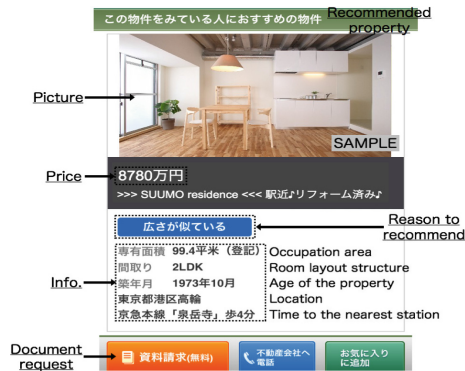 この物件をみている人におすすめの物件
Recommended
property
Picture
SAMPLE
Price
8780万円
>>> SUUMO residence <<< 駅近♪リフォーム済み♪
広さが似ている
Reason to
recommend
Info.
専有面積 99.4平米（登記） Occupation area
間取り 2LDK Room layout structure
築年月 1973年10月 Age of the property
東京都港区高輪 Location
京急本線「泉岳寺」歩4分 Time to the nearest station
Document
request
資料請求(無料)
不動産会社へ
電話
お気に入り
に追加